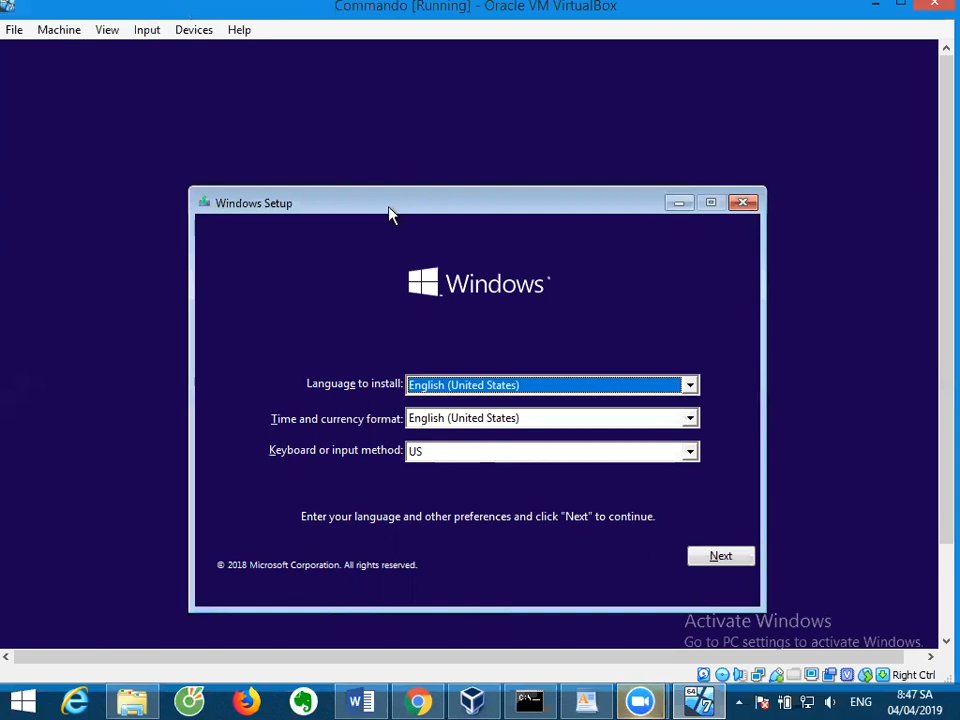 Commando [Running] - Oracle VM VirtualBox
File Machine View Input Devices Help
Windows Setup
Windows
Language to install: English (United States)
Time and currency format: English (United States)
Keyboard or input method: US
Enter your language and other preferences and click "Next" to continue.
Next
© 2018 Microsoft Corporation. All rights reserved.
Activate Windows
Go to PC settings to activate Windows.
Right Ctrl
64
7
ENG
8:47 SA
04/04/2019